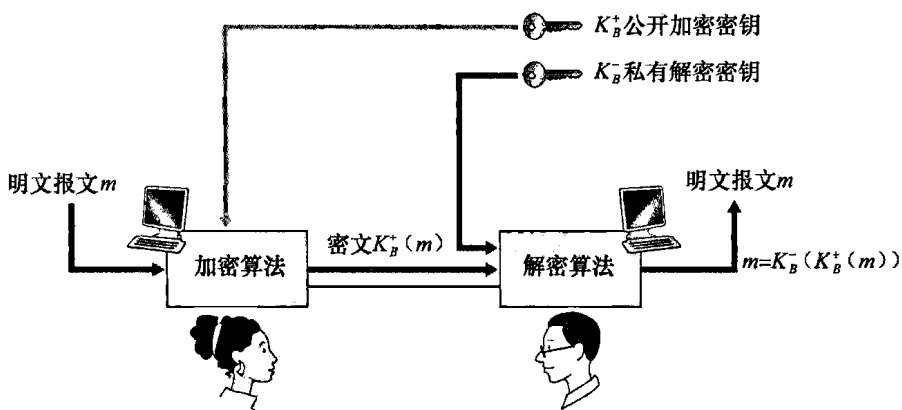 K_B^+公开加密密钥
K_B^-私有解密密钥
明文报文m
明文报文m
密文K_B^+(m)
加密算法
解密算法
m=K_B^-(K_B^+(m))